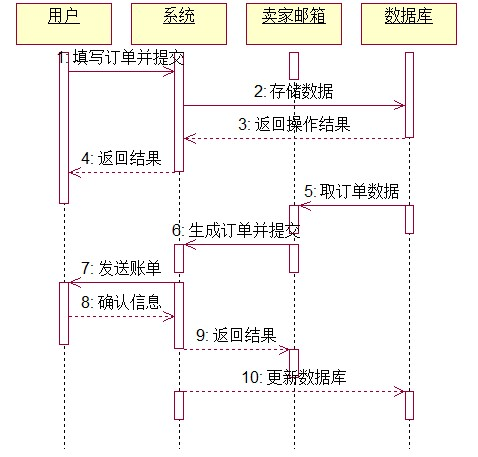 用户 系统 卖家邮箱 数据库
1: 填写订单并提交
2: 存储数据
3: 返回操作结果
4: 返回结果
5: 取订单数据
6: 生成订单并提交
7: 发送账单
8: 确认信息
9: 返回结果
10: 更新数据库